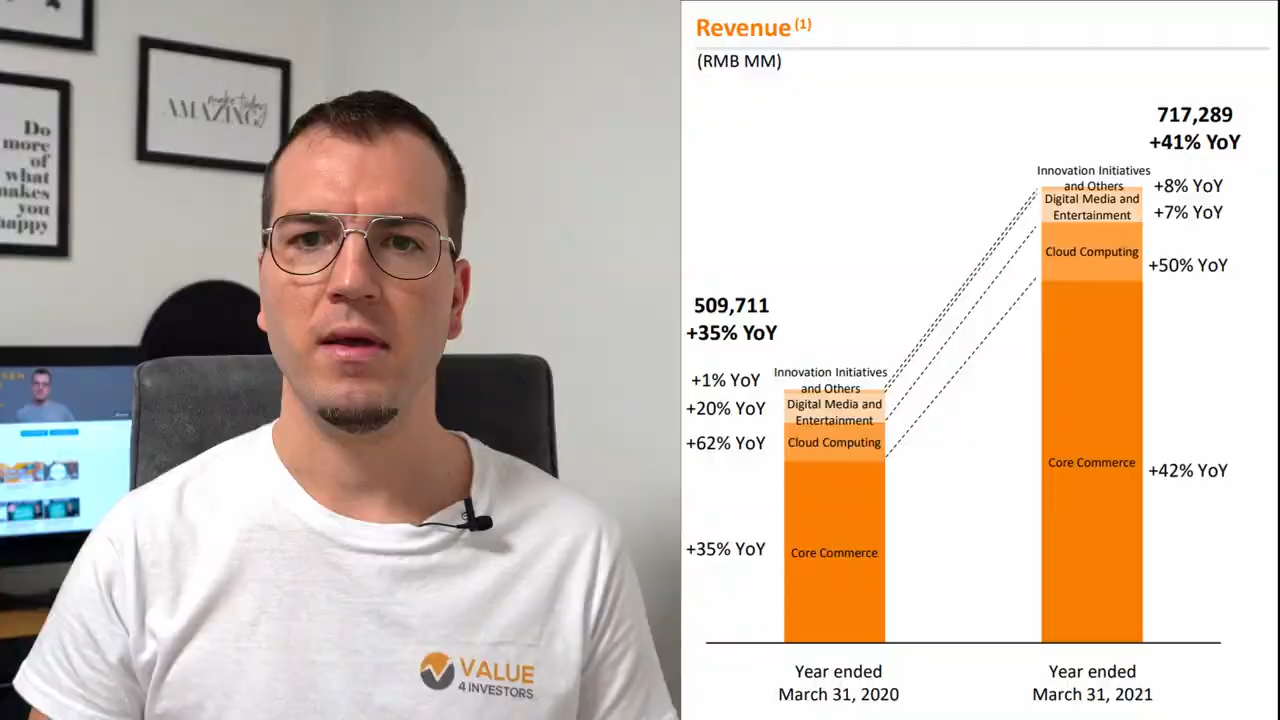 make today
AMAZING
Do
more
of
what
makes
you
happy
VALUE
4 INVESTORS
Revenue (1)
(RMB MM)
509,711
+35% YoY
+1% YoY
+20% YoY
+62% YoY
+35% YoY
Innovation Initiatives
and Others
Digital Media and
Entertainment
Cloud Computing
Core Commerce
Year ended
March 31, 2020
717,289
+41% YoY
Innovation Initiatives
and Others
Digital Media and
Entertainment
Cloud Computing
Core Commerce
+8% YoY
+7% YoY
+50% YoY
+42% YoY
Year ended
March 31, 2021